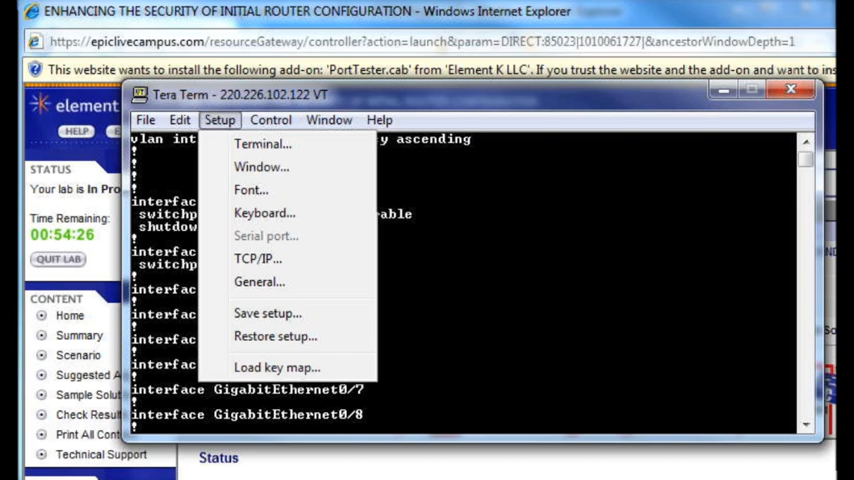 ENHANCING THE SECURITY OF INITIAL ROUTER CONFIGURATION - Windows Internet Explorer
https://epiclivecampus.com/resourceGateway/controller?action=launch&param=DIRECT:85023|1010061727|&ancestorWindowDepth=1
This website wants to install the following add-on: 'PortTester.cab' from 'Element K LLC'. If you trust the website and the add-on and want to ins
element
HELP
E
STATUS
Your lab is In Pro
Time Remaining:
00:54:26
QUIT LAB
CONTENT
Home
Summary
Scenario
Suggested A
Sample Solut
Check Result
Print All Cont
Technical Support
Tera Term - 220.226.102.122 VT
File Edit Setup Control Window Help
Terminal...
Window...
Font...
Keyboard...
Serial port...
TCP/IP...
General...
Save setup...
Restore setup...
Load key map...
vlan int y ascending
!
!
!
!
interfac
switchp able
shutdow
!
interfac
switchp
!
interfac
!
interfac
!
interfac
!
interfac
!
interface GigabitEthernet0/7
!
interface GigabitEthernet0/8
!
Status